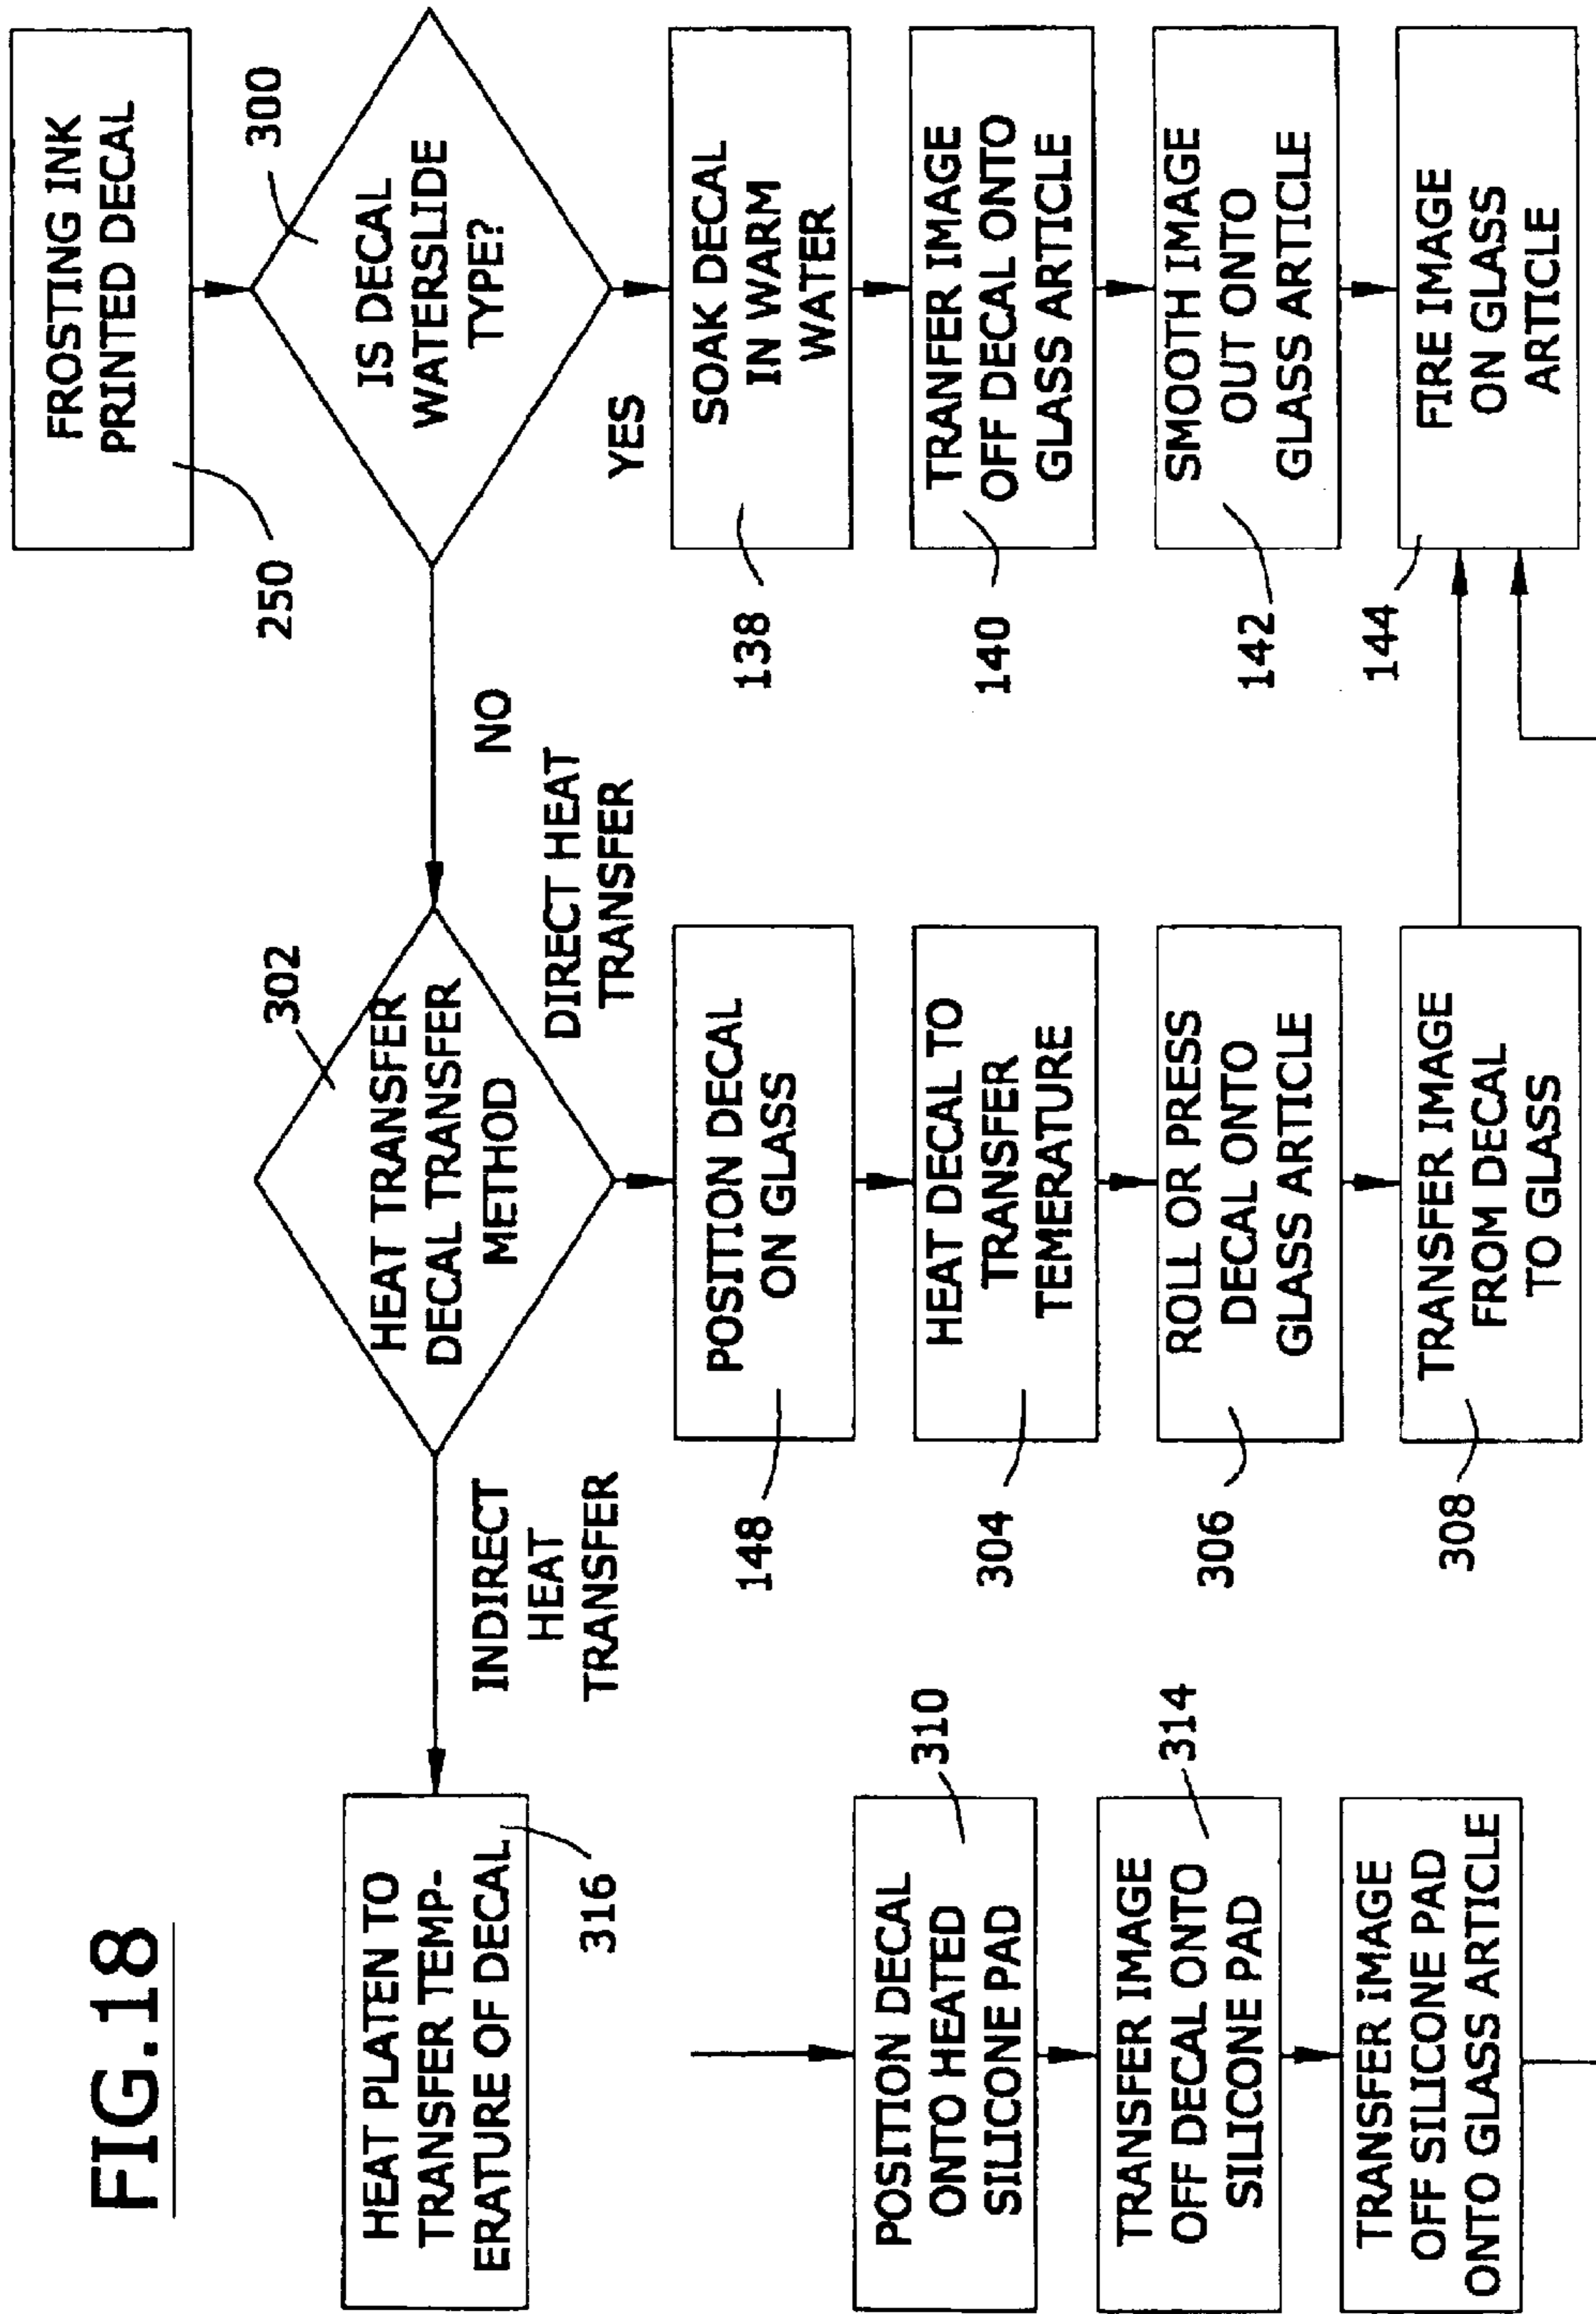 FIG.18
FROSTING INK
PRINTED DECAL
250
IS DECAL
WATERSLIDE
TYPE?
300
YES
NO
SOAK DECAL
IN WARM
WATER
138
TRANFER IMAGE
OFF DECAL ONTO
GLASS ARTICLE
140
SMOOTH IMAGE
OUT ONTO
GLASS ARTICLE
142
FIRE IMAGE
ON GLASS
ARTICLE
144
HEAT TRANSFER
DECAL TRANSFER
METHOD
302
DIRECT HEAT
TRANSFER
POSITION DECAL
ON GLASS
148
HEAT DECAL TO
TRANSFER
TEMERATURE
304
ROLL OR PRESS
DECAL ONTO
GLASS ARTICLE
306
TRANSFER IMAGE
FROM DECAL
TO GLASS
308
INDIRECT
HEAT
TRANSFER
HEAT PLATEN TO
TRANSFER TEMP-
ERATURE OF DECAL
316
POSITION DECAL
ONTO HEATED
SILICONE PAD
310
TRANSFER IMAGE
OFF DECAL ONTO
SILICONE PAD
314
TRANSFER IMAGE
OFF SILICONE PAD
ONTO GLASS ARTICLE